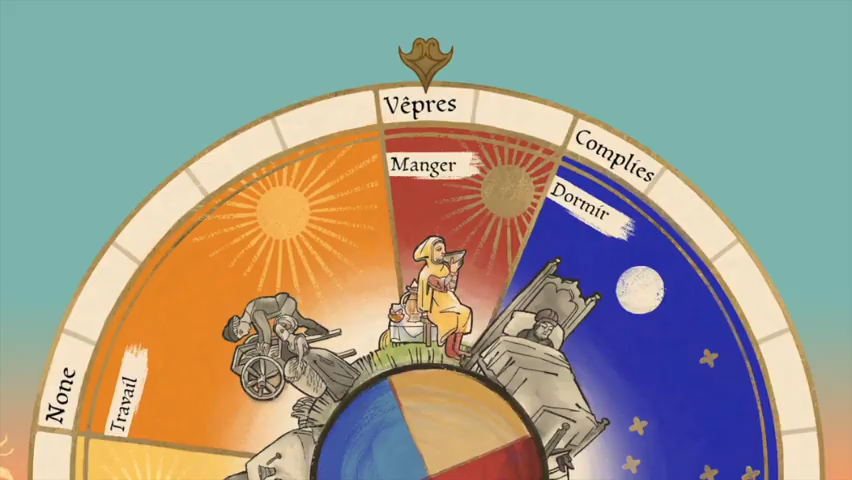 Vêpres
Manger
Complies
Dormir
None
Travail